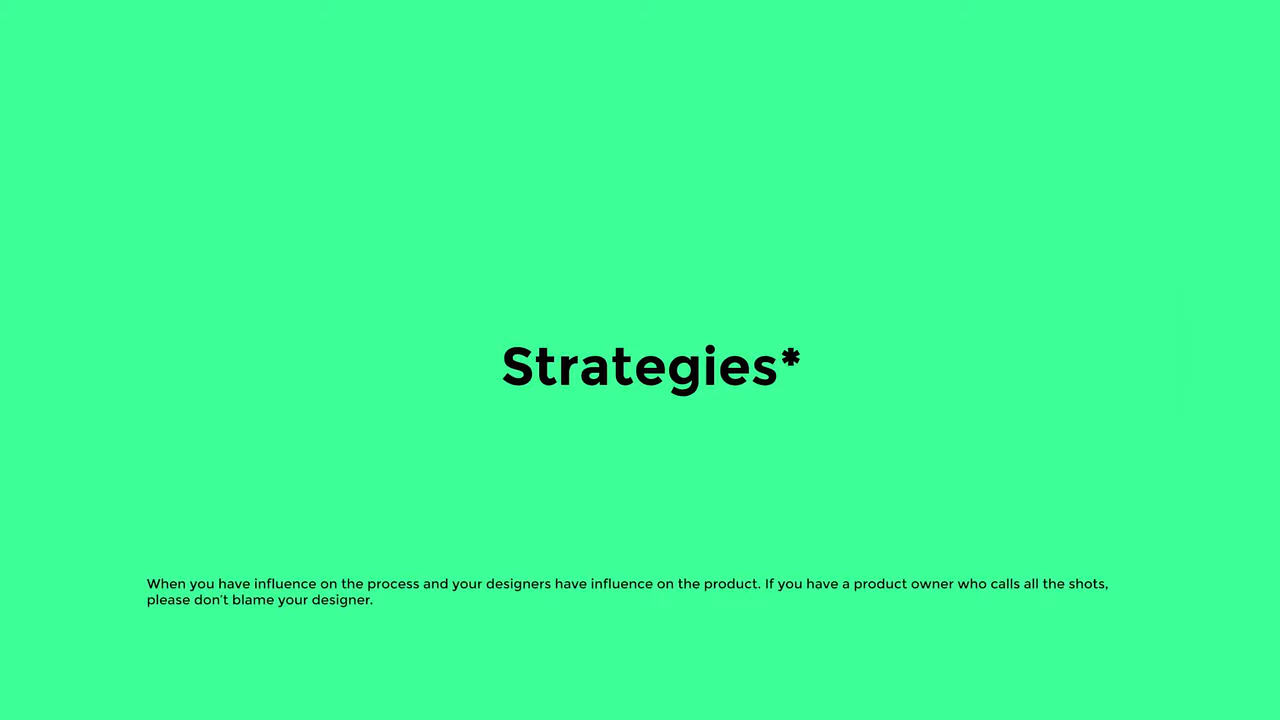 Strategies*
When you have influence on the process and your designers have influence on the product. If you have a product owner who calls all the shots,
please don’t blame your designer.